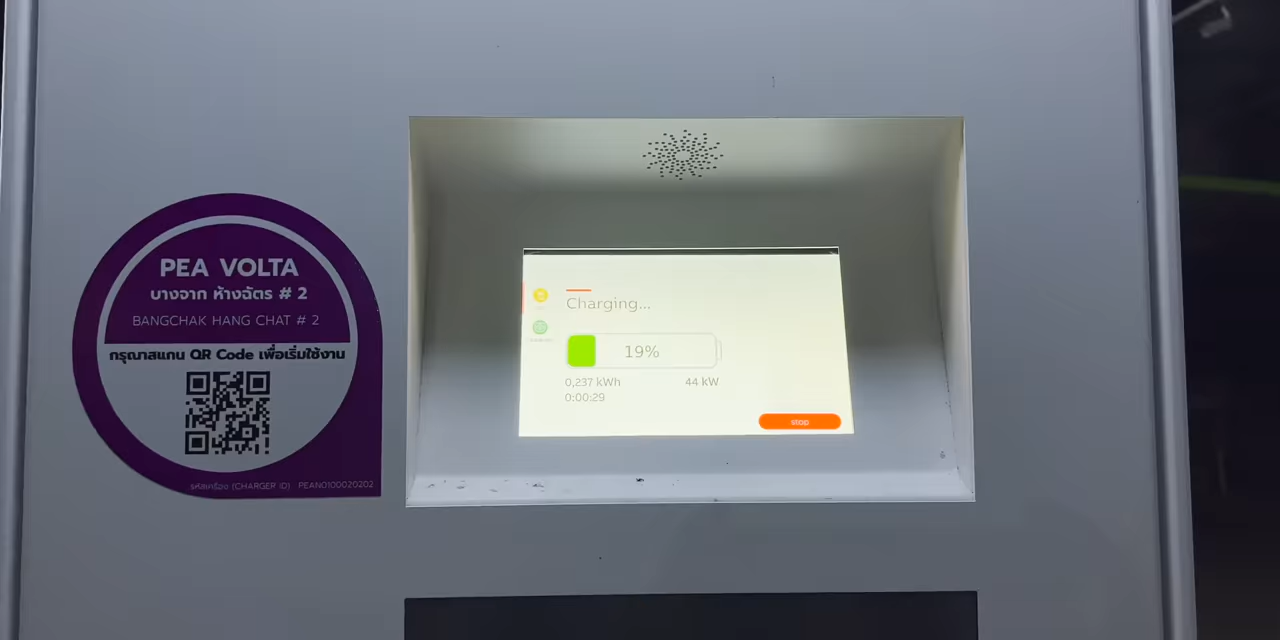 PEA VOLTA
บางจาก ห้างฉัตร # 2
BANGCHAK HANG CHAT # 2
กรุณาสแกน QR Code เพื่อเริ่มใช้งาน
รหัสเครื่อง (CHARGER ID) PEAN0100020202
Charging...
19%
0,237 kWh 44 kW
0:00:29
stop